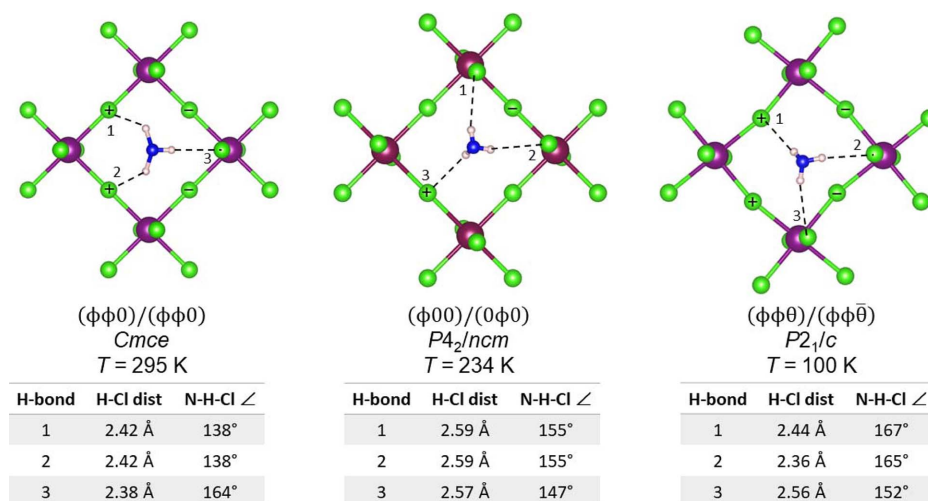 +
−
1
3
2
+
−
(ϕϕ0)/(ϕϕ0)
Cmce
T = 295 K
H-bond H-Cl dist N-H-Cl ∠
1 2.42 Å 138°
2 2.42 Å 138°
3 2.38 Å 164°
1
−
2
3
+
(ϕ00)/(0ϕ0)
P4₂/ncm
T = 234 K
H-bond H-Cl dist N-H-Cl ∠
1 2.59 Å 155°
2 2.59 Å 155°
3 2.57 Å 147°
−
+
1
2
+
−
3
(ϕϕθ)/(ϕϕθ̄)
P2₁/c
T = 100 K
H-bond H-Cl dist N-H-Cl ∠
1 2.44 Å 167°
2 2.36 Å 165°
3 2.56 Å 152°